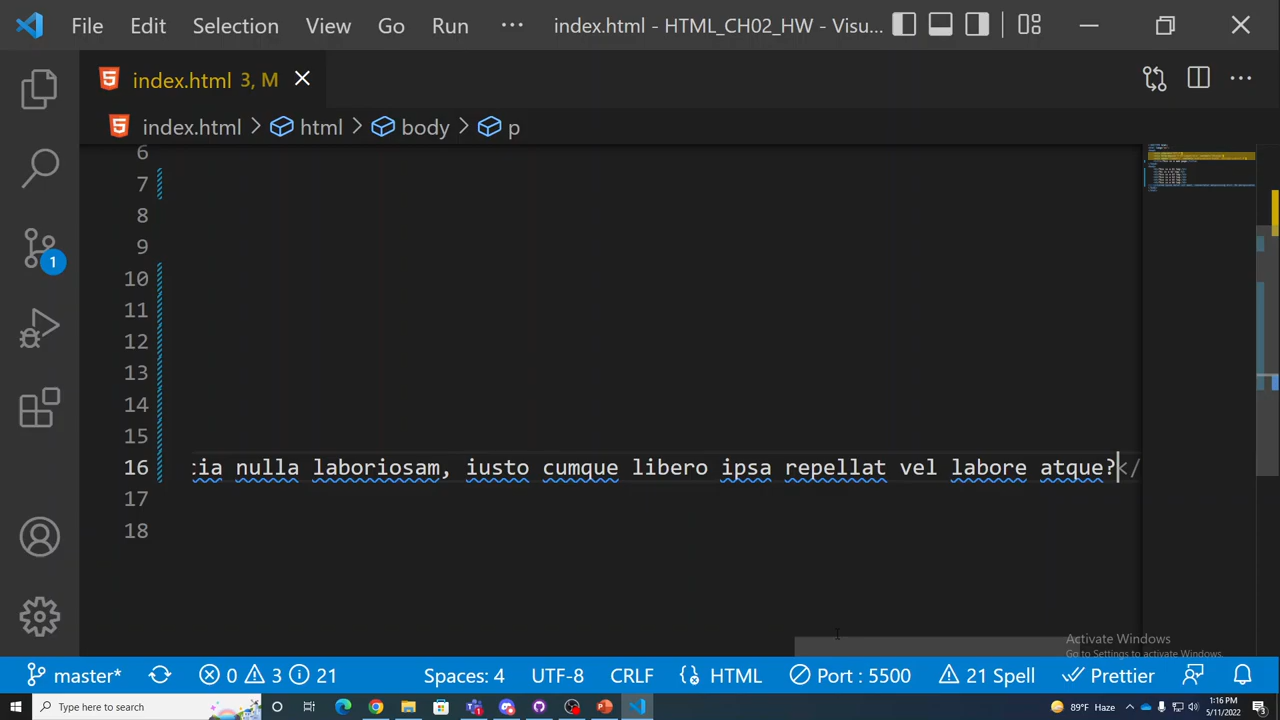 File Edit Selection View Go Run ··· index.html - HTML_CH02_HW - Visu...
index.html 3, M
index.html > html > body > p
6
7
8
9
10
11
12
13
14
15
16 :ia nulla laboriosam, iusto cumque libero ipsa repellat vel labore atque?</
17
18
1
Activate Windows
Go to Settings to activate Windows.
master* 0 3 21 Spaces: 4 UTF-8 CRLF {} HTML Port : 5500 21 Spell Prettier
Type here to search
89°F Haze
1:16 PM
5/11/2022
3